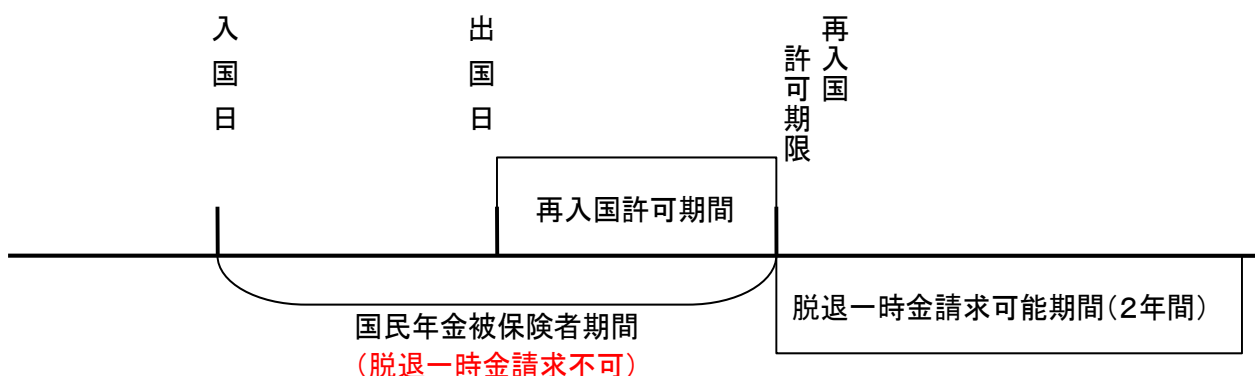 入国日
出国日
再入国
許可期限
再入国許可期間
脱退一時金請求可能期間(2年間)
国民年金被保険者期間
(脱退一時金請求不可)